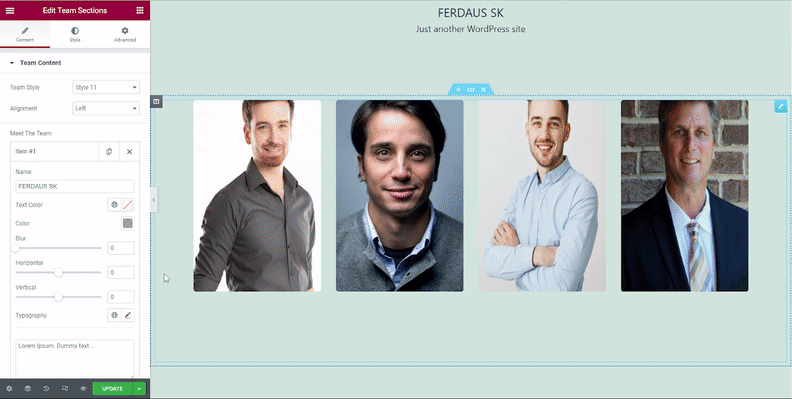 Edit Team Sections
Content
Style
Advanced
Team Content
Team Style
Style 11
Alignment
Left
Meet The Team
Item #1
Name
FERDAUS SK
Text Color
Color
Blur
0
Horizontal
0
Vertical
0
Typography
Lorem Ipsum. Dummy text...
UPDATE
FERDAUS SK
Just another WordPress site